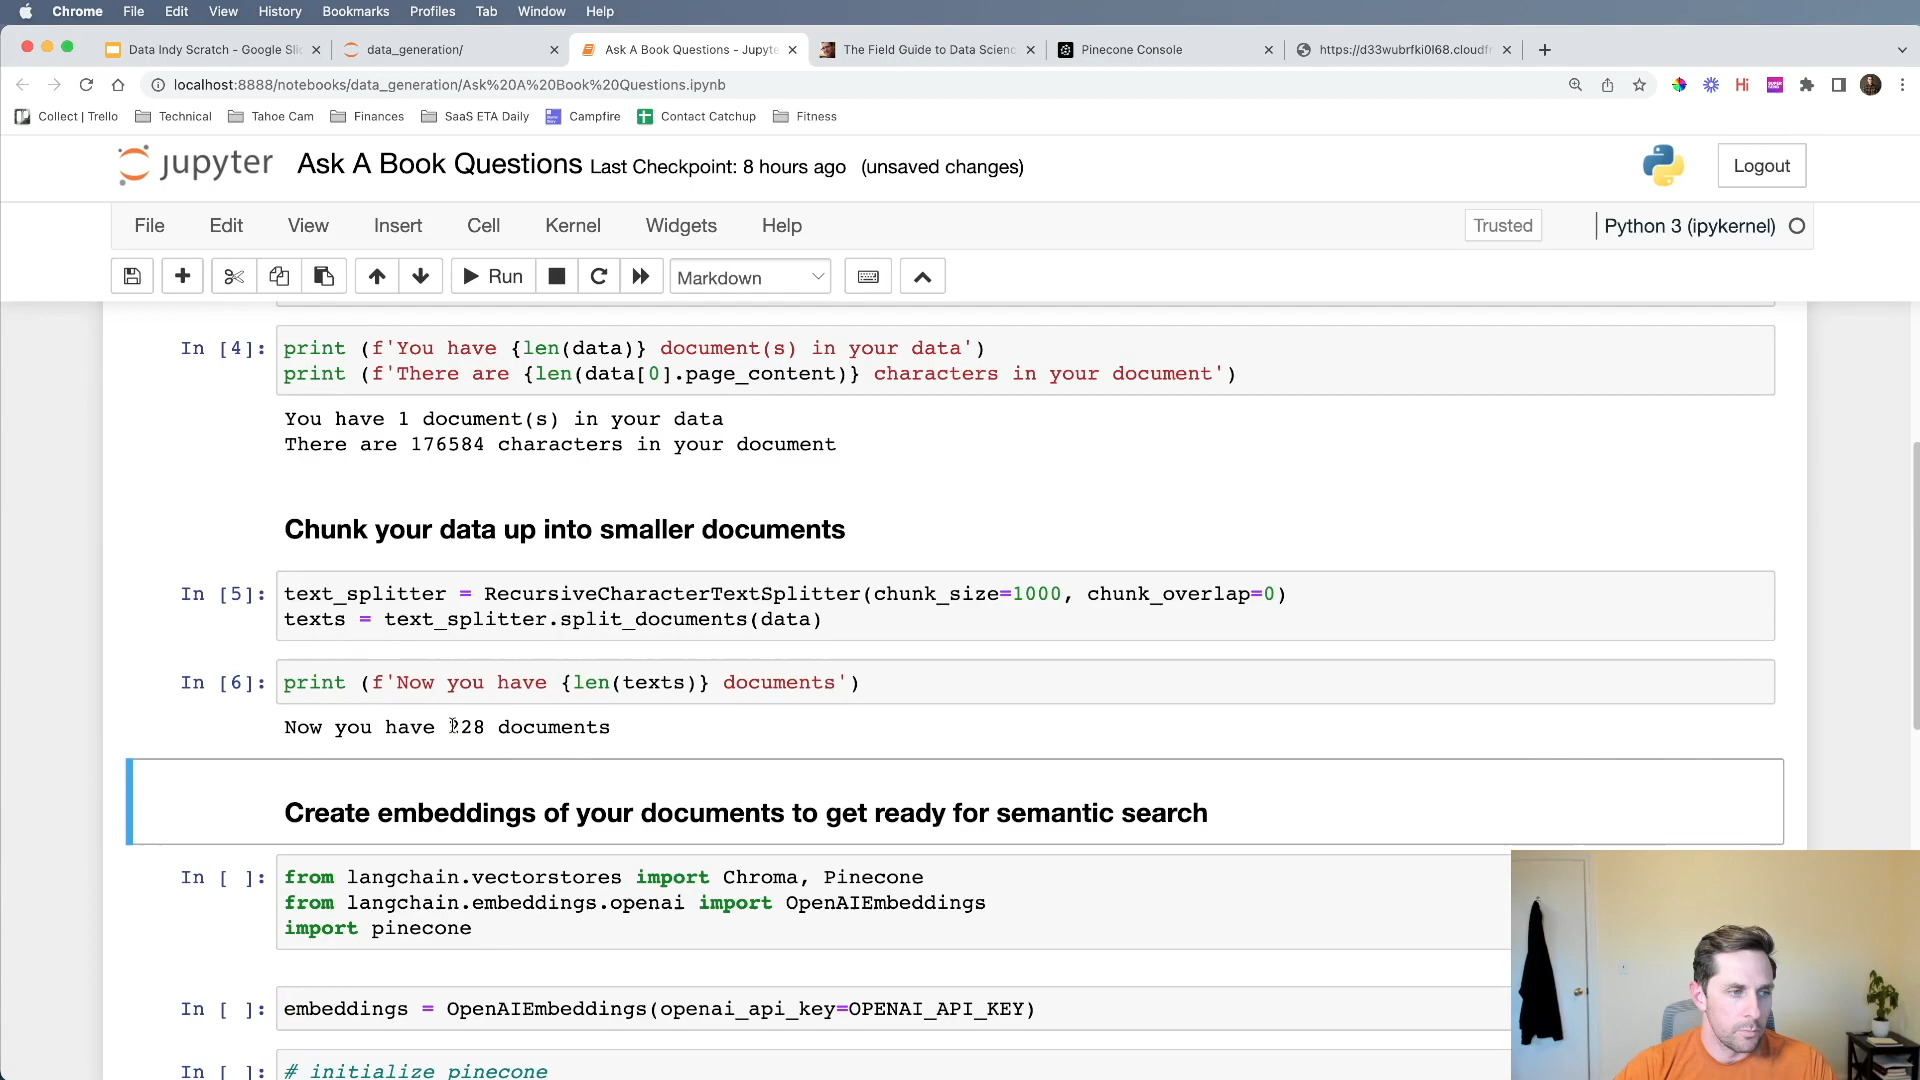 Chrome File Edit View History Bookmarks Profiles Tab Window Help
Data Indy Scratch - Google Slic
data_generation/
Ask A Book Questions - Jupyte
The Field Guide to Data Scienc
Pinecone Console
https://d33wubrfki0l68.cloudfr
localhost:8888/notebooks/data_generation/Ask%20A%20Book%20Questions.ipynb
Hi
Collect | Trello Technical Tahoe Cam Finances SaaS ETA Daily Campfire Contact Catchup Fitness
jupyter Ask A Book Questions Last Checkpoint: 8 hours ago (unsaved changes)
Logout
File Edit View Insert Cell Kernel Widgets Help
Trusted
Python 3 (ipykernel)
Run
Markdown
In [4]: print (f'You have {len(data)} document(s) in your data')
print (f'There are {len(data[0].page_content)} characters in your document')
You have 1 document(s) in your data
There are 176584 characters in your document
Chunk your data up into smaller documents
In [5]: text_splitter = RecursiveCharacterTextSplitter(chunk_size=1000, chunk_overlap=0)
texts = text_splitter.split_documents(data)
In [6]: print (f'Now you have {len(texts)} documents')
Now you have 228 documents
Create embeddings of your documents to get ready for semantic search
In [ ]: from langchain.vectorstores import Chroma, Pinecone
from langchain.embeddings.openai import OpenAIEmbeddings
import pinecone
In [ ]: embeddings = OpenAIEmbeddings(openai_api_key=OPENAI_API_KEY)
In [ ]: # initialize pinecone